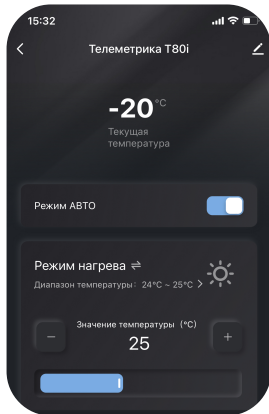 15:32
Телеметрика T80i
-20 °C
Текущая
температура
Режим АВТО
Режим нагрева ⇌
Диапазон температуры: 24°C ~ 25°C >
Значение температуры (°C)
− 25 +